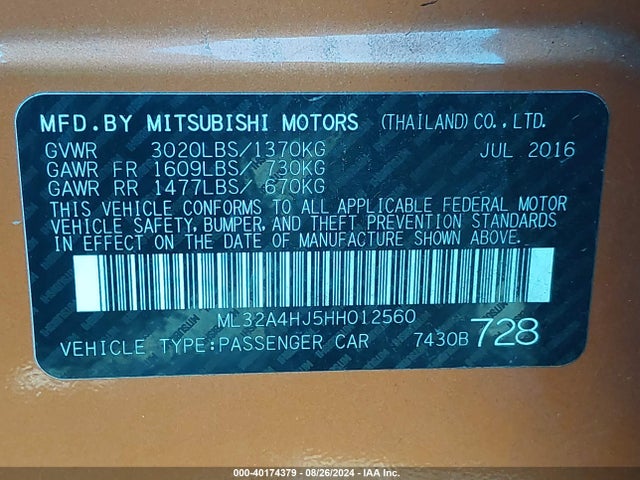 MFD.BY MITSUBISHI MOTORS (THAILAND) CO., LTD.
GVWR 3020LBS/1370KG JUL 2016
GAWR FR 1609LBS/ 730KG
GAWR RR 1477LBS/ 670KG
THIS VEHICLE CONFORMS TO ALL APPLICABLE FEDERAL MOTOR
VEHICLE SAFETY, BUMPER, AND THEFT PREVENTION STANDARDS
IN EFFECT ON THE DATE OF MANUFACTURE SHOWN ABOVE.
ML32A4HJ5HH012560
VEHICLE TYPE:PASSENGER CAR 7430B 728
000-40174379 - 08/26/2024 - IAA Inc.